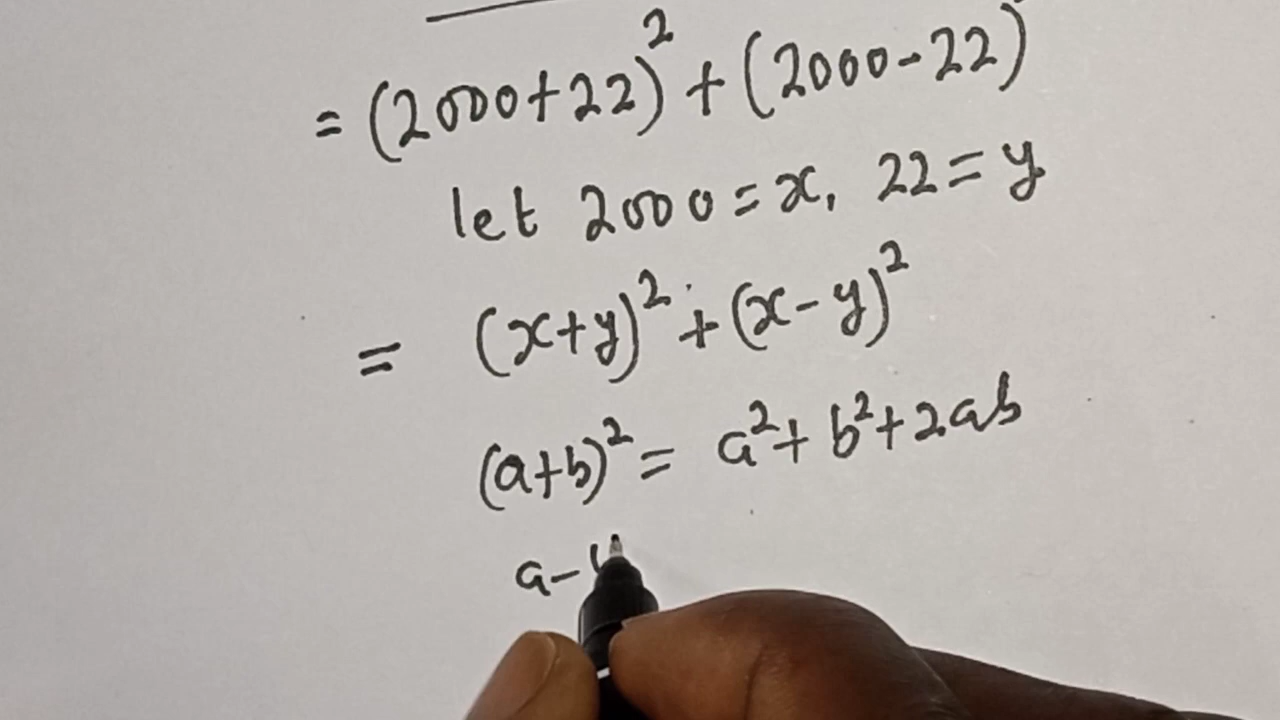 = (2000+22)² + (2000-22)
let 2000 = x, 22 = y
= (x+y)² + (x-y)²
(a+b)² = a² + b² + 2ab
a-